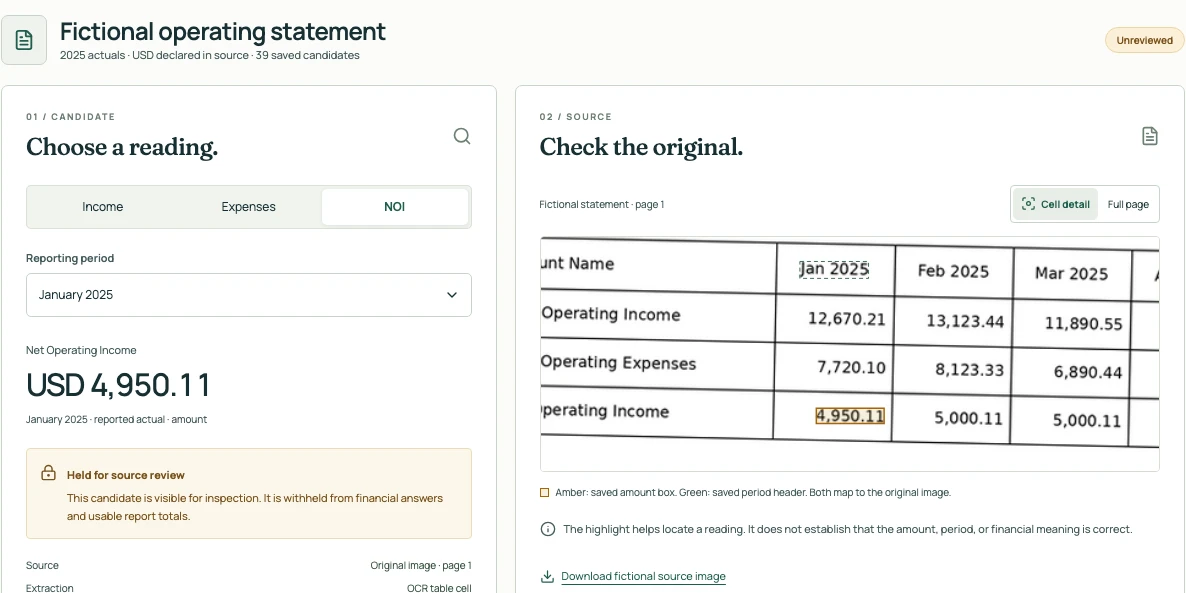 Fictional operating statement
2025 actuals · USD declared in source · 39 saved candidates
Unreviewed
01 / CANDIDATE
Choose a reading.
Income Expenses NOI
Reporting period
January 2025
Net Operating Income
USD 4,950.11
January 2025 · reported actual · amount
Held for source review
This candidate is visible for inspection. It is withheld from financial answers
and usable report totals.
Source Original image · page 1
Extraction OCR table cell
02 / SOURCE
Check the original.
Fictional statement · page 1
Cell detail Full page
Name Jan 2025 Feb 2025 Mar 2025
Operating Income 12,670.21 13,123.44 11,890.55
Operating Expenses 7,720.10 8,123.33 6,890.44
Income 4,950.11 5,000.11 5,000.11
Amber: saved amount box. Green: saved period header. Both map to the original image.
The highlight helps locate a reading. It does not establish that the amount, period, or financial meaning is correct.
Download fictional source image